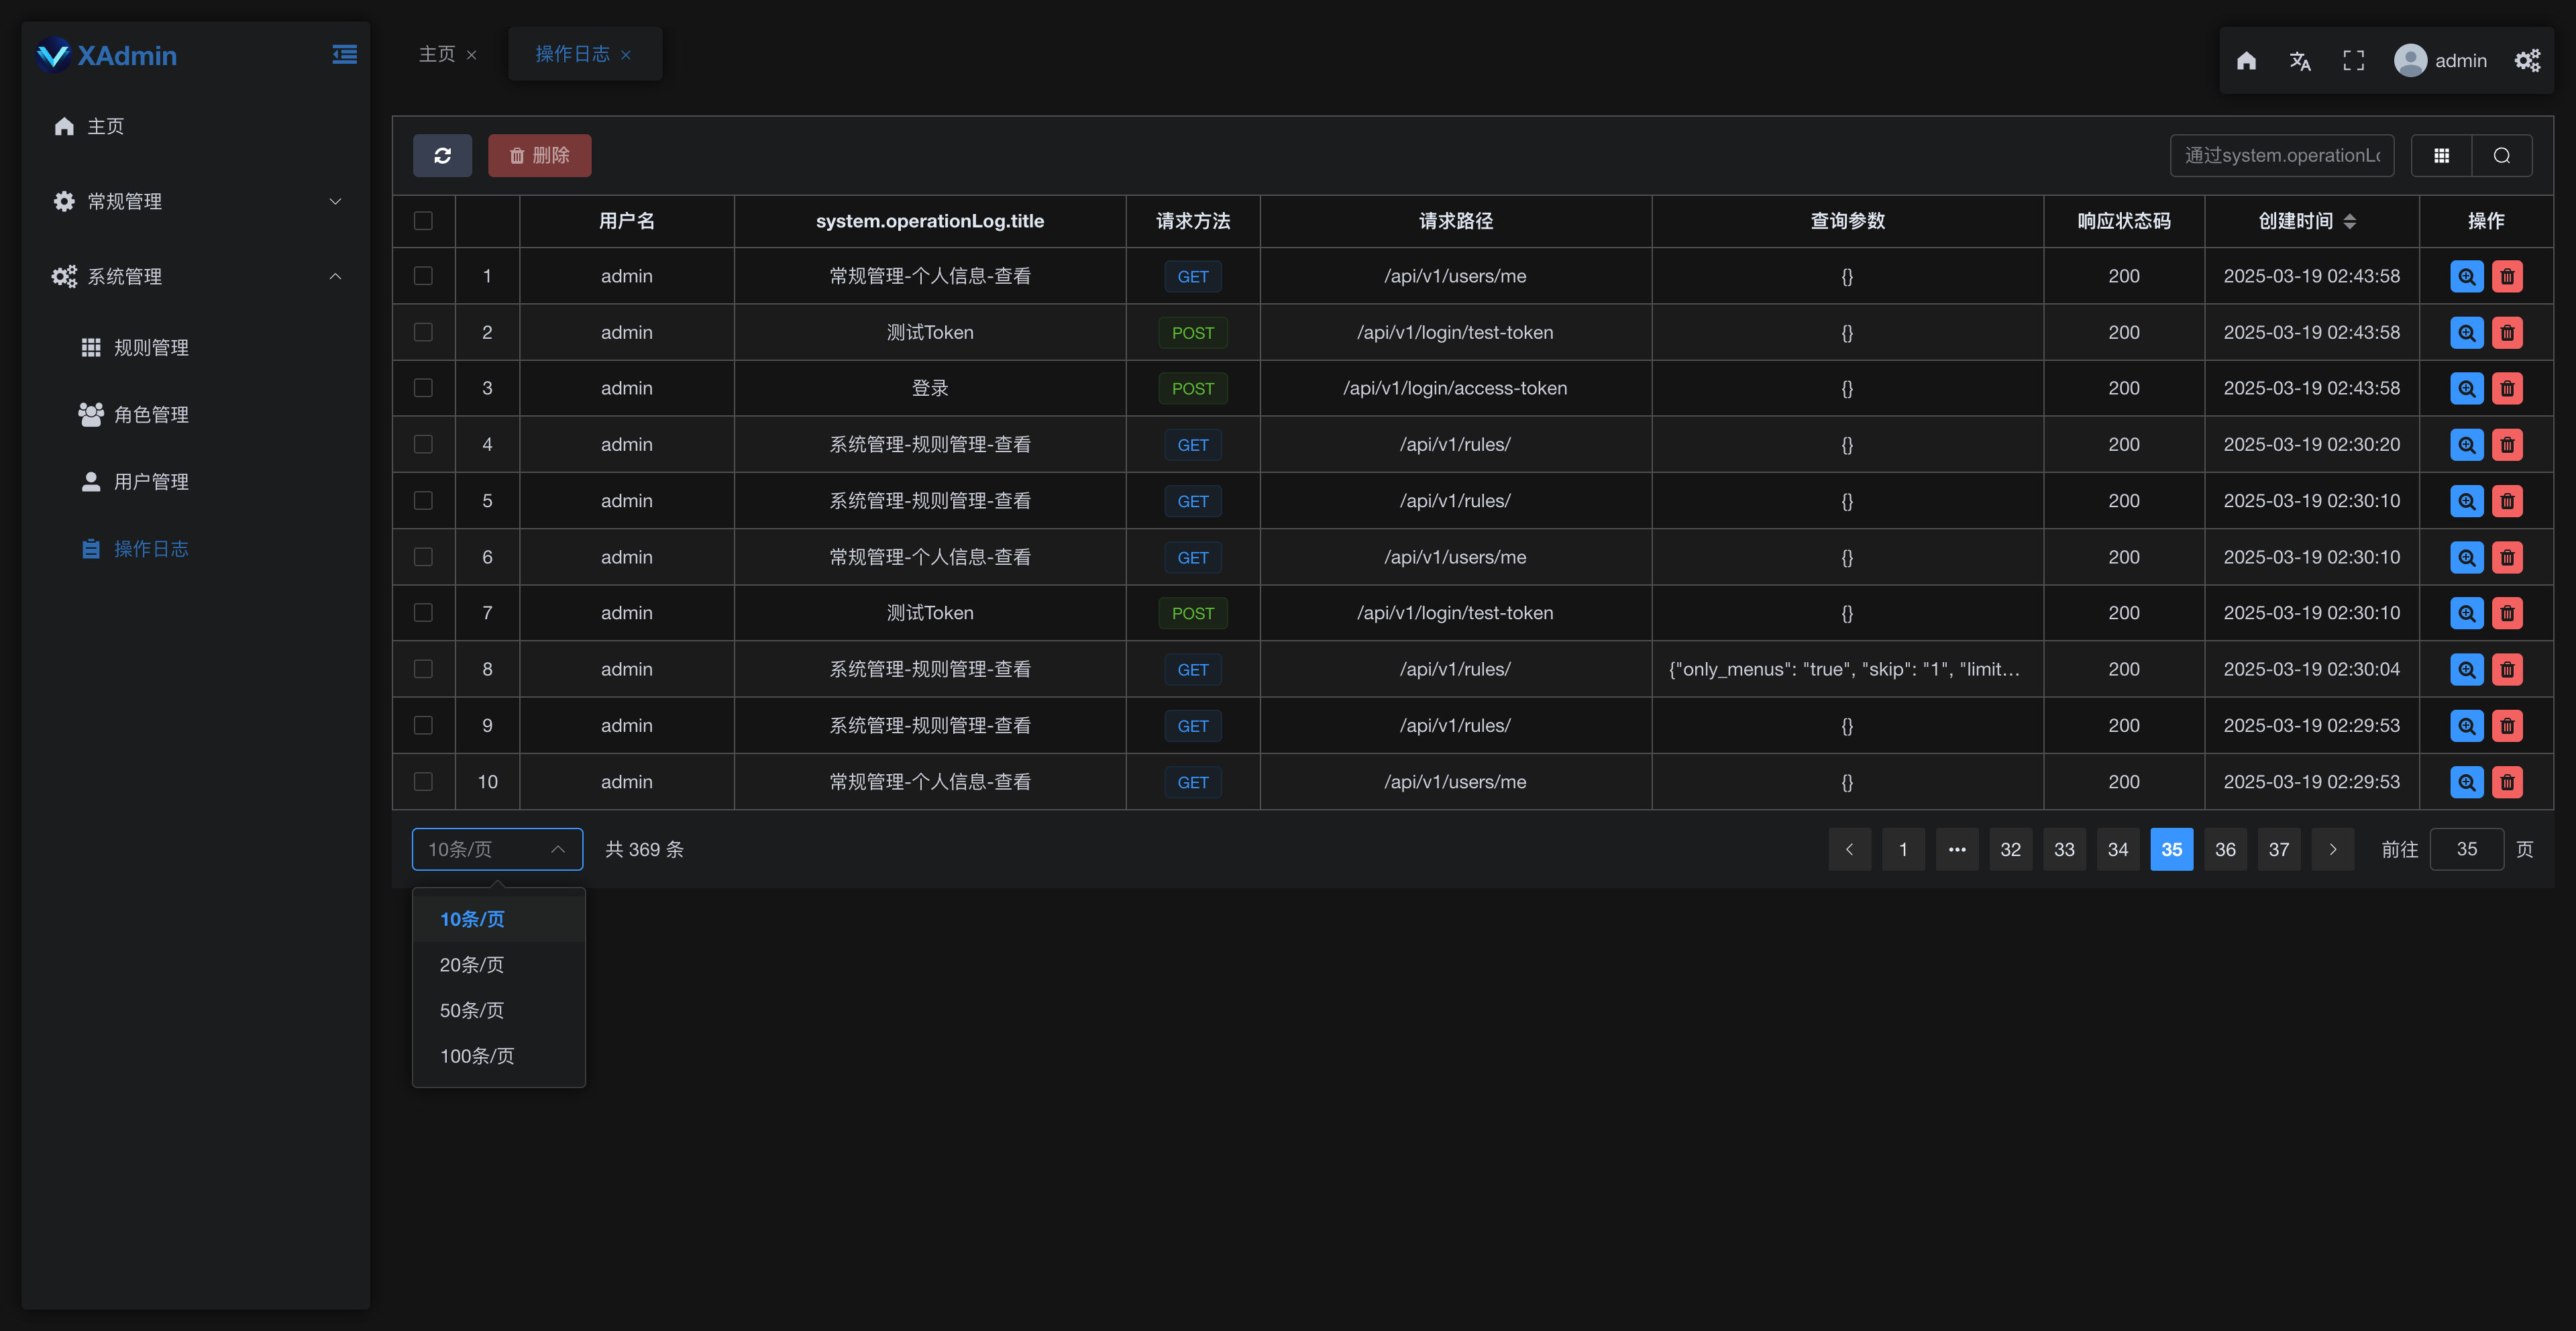 XAdmin
主页
常规管理
系统管理
规则管理
角色管理
用户管理
操作日志
主页 操作日志
admin
删除 通过system.operationLo
用户名 system.operationLog.title 请求方法 请求路径 查询参数 响应状态码 创建时间 操作
1 admin 常规管理-个人信息-查看 GET /api/v1/users/me {} 200 2025-03-19 02:43:58
2 admin 测试Token POST /api/v1/login/test-token {} 200 2025-03-19 02:43:58
3 admin 登录 POST /api/v1/login/access-token {} 200 2025-03-19 02:43:58
4 admin 系统管理-规则管理-查看 GET /api/v1/rules/ {} 200 2025-03-19 02:30:20
5 admin 系统管理-规则管理-查看 GET /api/v1/rules/ {} 200 2025-03-19 02:30:10
6 admin 常规管理-个人信息-查看 GET /api/v1/users/me {} 200 2025-03-19 02:30:10
7 admin 测试Token POST /api/v1/login/test-token {} 200 2025-03-19 02:30:10
8 admin 系统管理-规则管理-查看 GET /api/v1/rules/ {"only_menus": "true", "skip": "1", "limit... 200 2025-03-19 02:30:04
9 admin 系统管理-规则管理-查看 GET /api/v1/rules/ {} 200 2025-03-19 02:29:53
10 admin 常规管理-个人信息-查看 GET /api/v1/users/me {} 200 2025-03-19 02:29:53
10条/页 共 369 条 1 ••• 32 33 34 35 36 37 前往 35 页
10条/页
20条/页
50条/页
100条/页